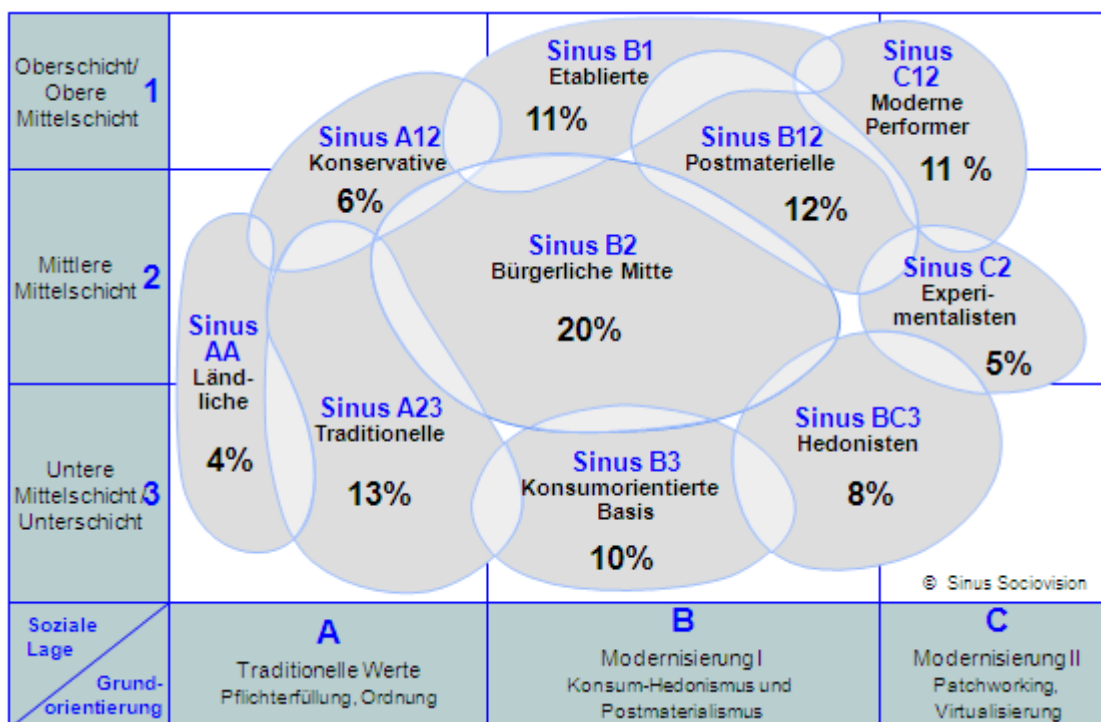 Oberschicht/
Obere
Mittelschicht
1
Mittlere
Mittelschicht
2
Untere
Mittelschicht/
Unterschicht
3
Sinus B1
Etablierte
11%
Sinus
C12
Moderne
Performer
11 %
Sinus A12
Konservative
6%
Sinus B12
Postmaterielle
12%
Sinus B2
Bürgerliche Mitte
20%
Sinus C2
Experi-
mentalisten
5%
Sinus
AA
Länd-
liche
4%
Sinus A23
Traditionelle
13%
Sinus B3
Konsumorientierte
Basis
10%
Sinus BC3
Hedonisten
8%
© Sinus Sociovision
Soziale
Lage
Grund-
orientierung
A
Traditionelle Werte
Pflichterfüllung, Ordnung
B
Modernisierung I
Konsum-Hedonismus und
Postmaterialismus
C
Modernisierung II
Patchworking,
Virtualisierung